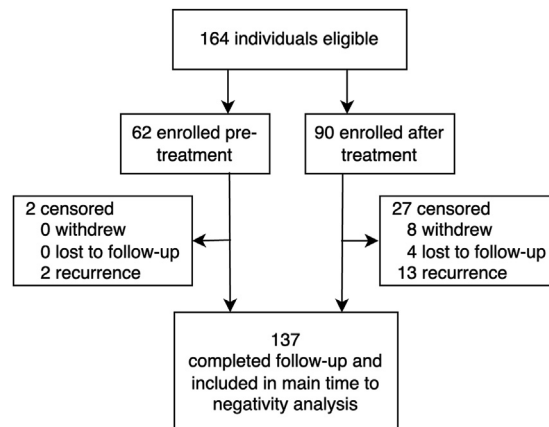 164 individuals eligible
62 enrolled pre-
treatment
90 enrolled after
treatment
2 censored
0 withdrew
0 lost to follow-up
2 recurrence
27 censored
8 withdrew
4 lost to follow-up
13 recurrence
137
completed follow-up and
included in main time to
negativity analysis